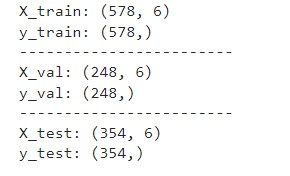 X_train: (578, 6)
y_train: (578,)
-------------------------
X_val: (248, 6)
y_val: (248,)
-------------------------
X_test: (354, 6)
y_test: (354,)